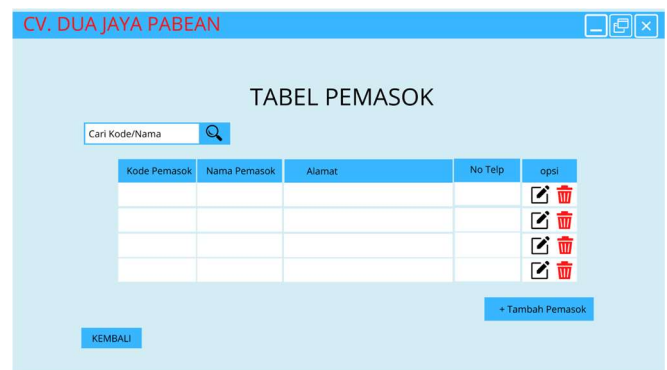 CV. DUA JAYA PABEAN
TABEL PEMASOK
Cari Kode/Nama
Kode Pemasok Nama Pemasok Alamat No Telp opsi
+ Tambah Pemasok
KEMBALI